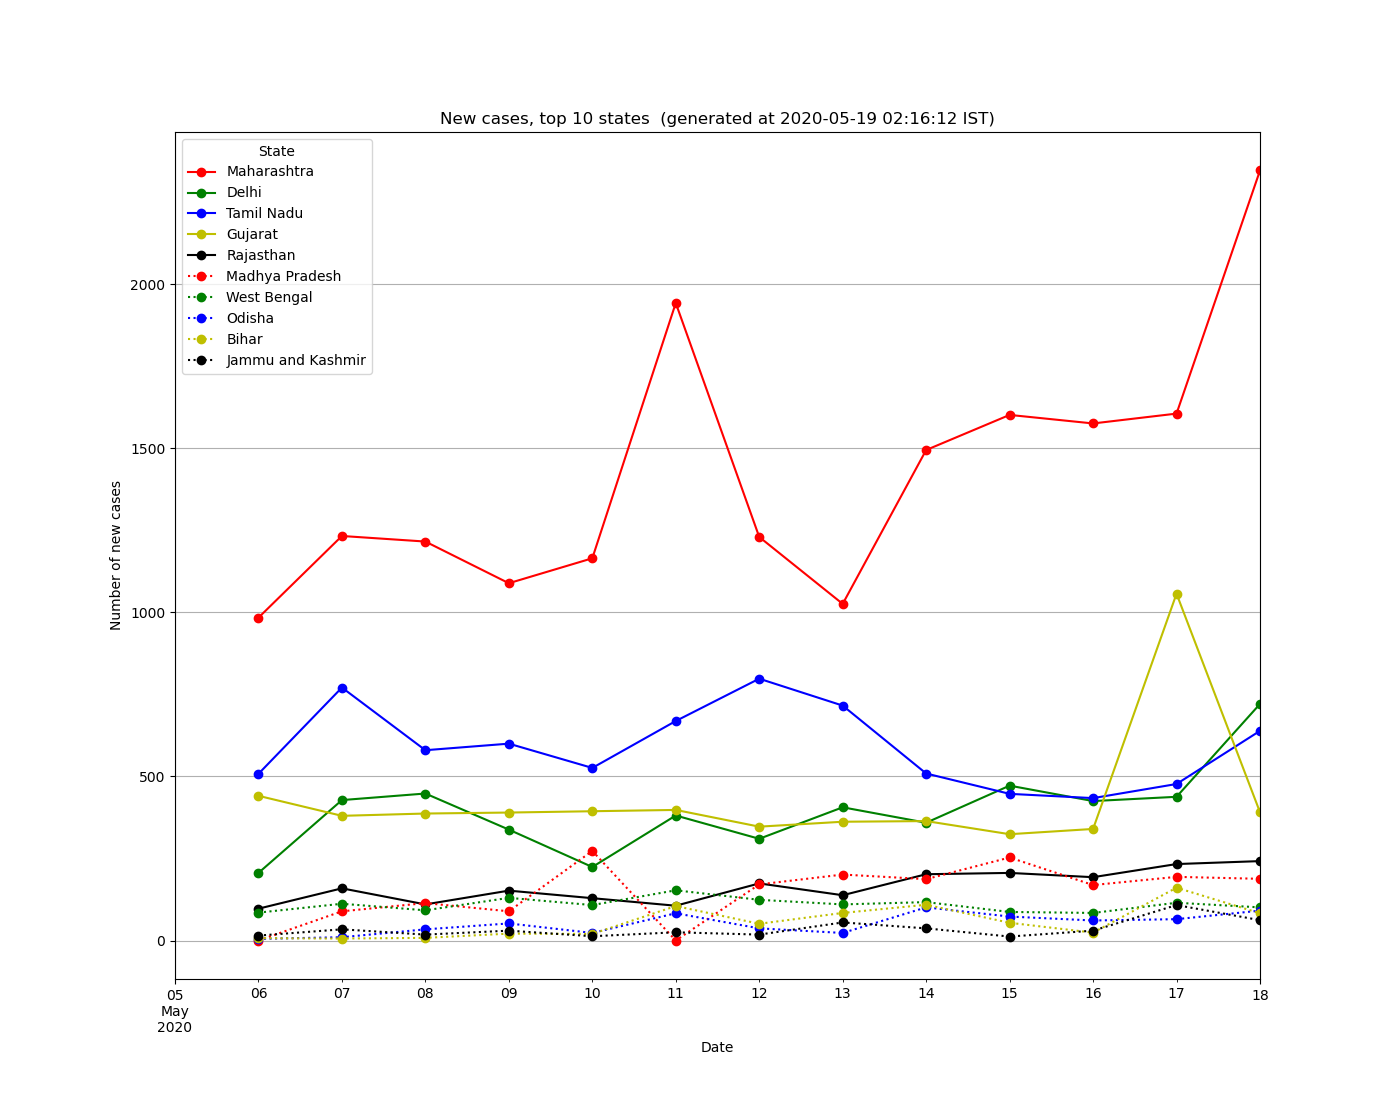 New cases, top 10 states  (generated at 2020-05-19 02:16:12 IST)
State
Maharashtra
Delhi
Tamil Nadu
Gujarat
Rajasthan
Madhya Pradesh
West Bengal
Odisha
Bihar
Jammu and Kashmir
2000
1500
1000
500
0
Number of new cases
05 06 07 08 09 10 11 12 13 14 15 16 17 18
May
2020
Date